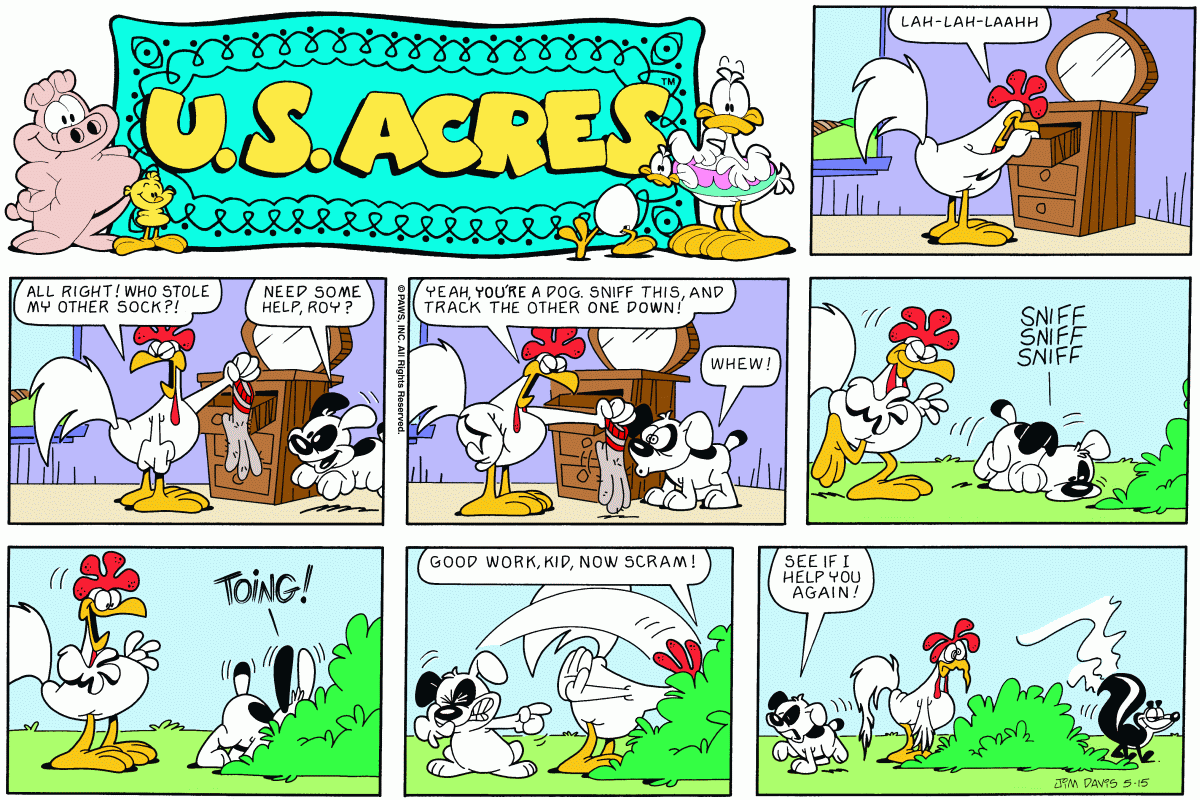 U.S. ACRES™
LAH-LAH-LAAHH
ALL RIGHT! WHO STOLE
MY OTHER SOCK?!
NEED SOME
HELP, ROY?
© PAWS, INC. All Rights Reserved.
YEAH, YOU'RE A DOG. SNIFF THIS, AND
TRACK THE OTHER ONE DOWN!
WHEW!
SNIFF
SNIFF
SNIFF
TOING!
GOOD WORK, KID, NOW SCRAM!
SEE IF I
HELP YOU
AGAIN!
JIM DAVIS 5-15